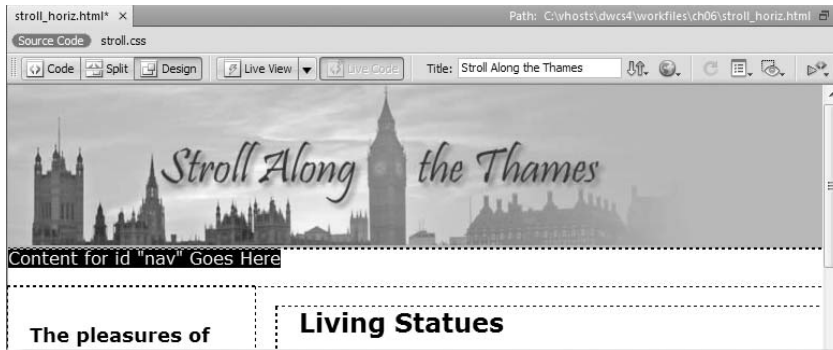 stroll_horiz.html* ×
Path: C:\vhosts\dwcs4\workfiles\ch06\stroll_horiz.html
Source Code stroll.css
Code Split Design Live View Live Code Title: Stroll Along the Thames
Stroll Along the Thames
Content for id "nav" Goes Here
Living Statues
The pleasures of